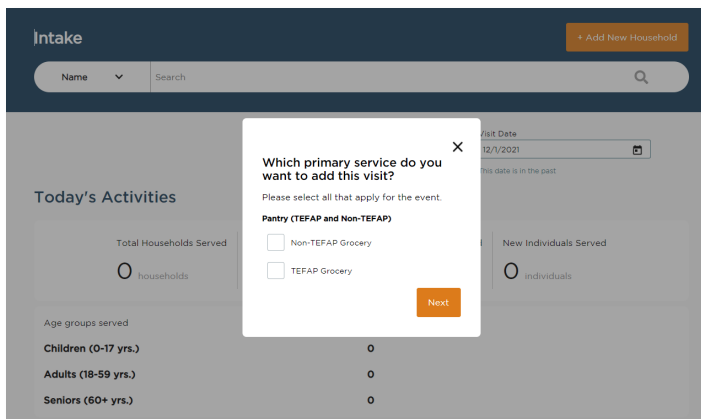 Intake
+ Add New Household
Name
Search
Visit Date
12/1/2021
This date is in the past
Which primary service do you
want to add this visit?
Please select all that apply for the event.
Pantry (TEFAP and Non-TEFAP)
Non-TEFAP Grocery
TEFAP Grocery
Next
Today's Activities
Total Households Served
0 households
New Individuals Served
0 individuals
Age groups served
Children (0-17 yrs.) 0
Adults (18-59 yrs.) 0
Seniors (60+ yrs.) 0